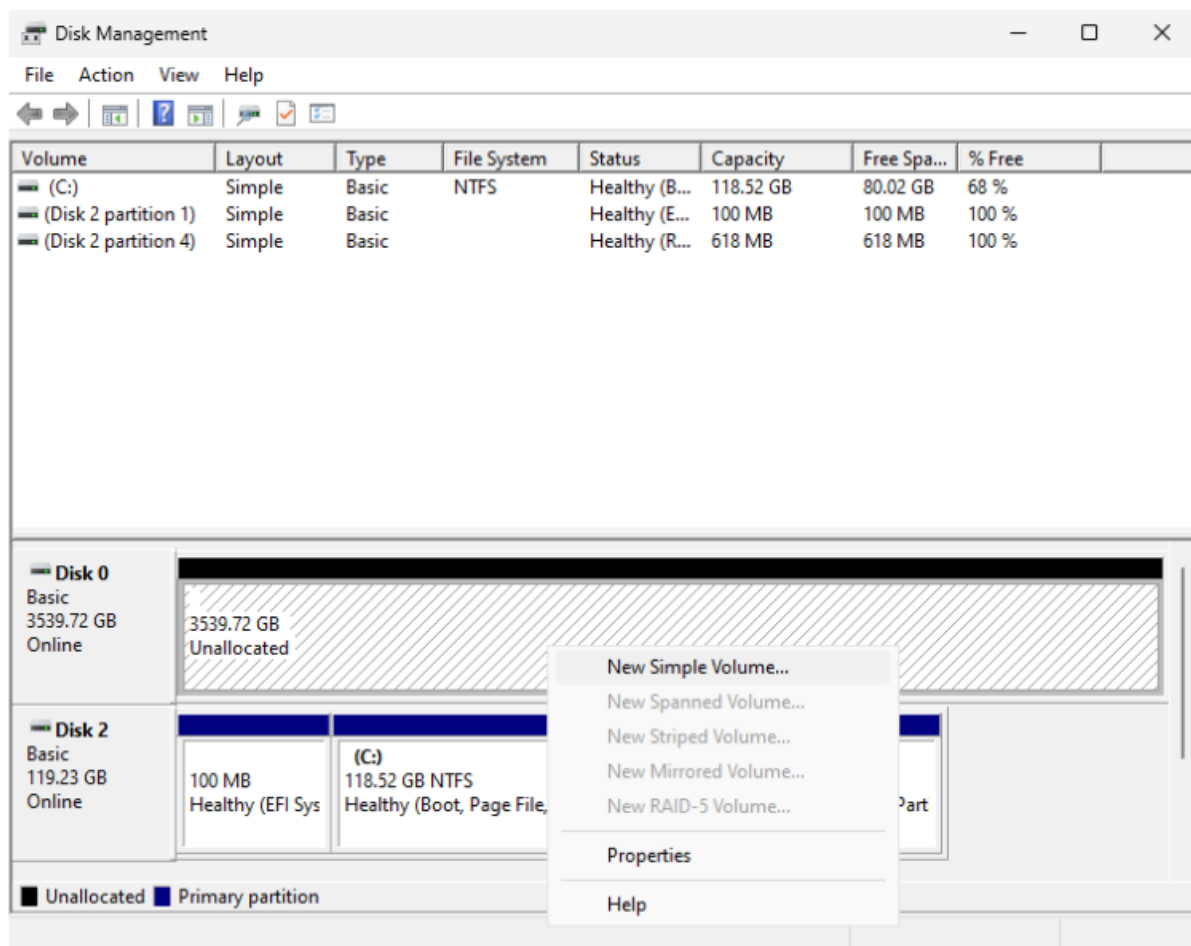 Disk Management
File Action View Help
Volume Layout Type File System Status Capacity Free Spa... % Free
(C:) Simple Basic NTFS Healthy (B... 118.52 GB 80.02 GB 68 %
(Disk 2 partition 1) Simple Basic Healthy (E... 100 MB 100 MB 100 %
(Disk 2 partition 4) Simple Basic Healthy (R... 618 MB 618 MB 100 %
Disk 0
Basic
3539.72 GB
Online
3539.72 GB
Unallocated
Disk 2
Basic
119.23 GB
Online
100 MB
Healthy (EFI Sys
(C:)
118.52 GB NTFS
Healthy (Boot, Page File,
Part
New Simple Volume...
New Spanned Volume...
New Striped Volume...
New Mirrored Volume...
New RAID-5 Volume...
Properties
Help
Unallocated Primary partition